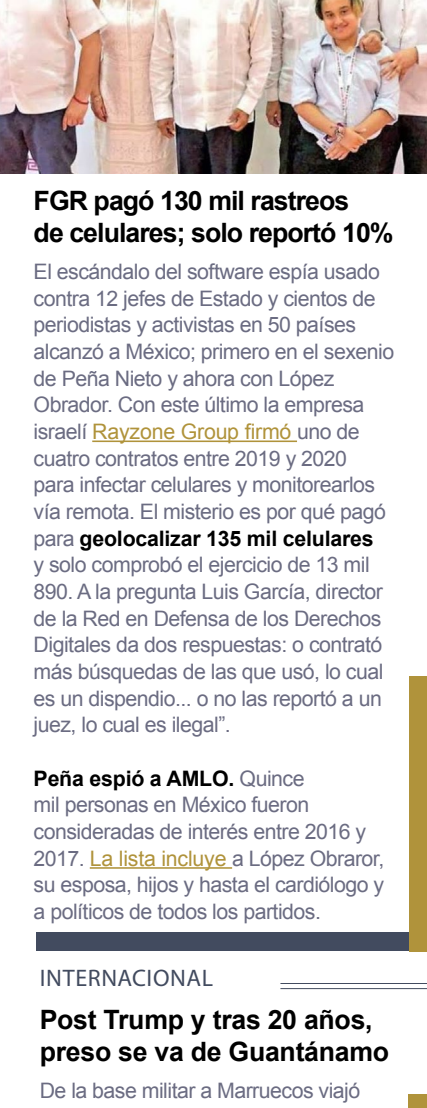 FGR pagó 130 mil rastreos
de celulares; solo reportó 10%
El escándalo del software espía usado
contra 12 jefes de Estado y cientos de
periodistas y activistas en 50 países
alcanzó a México; primero en el sexenio
de Peña Nieto y ahora con López
Obrador. Con este último la empresa
israelí Rayzone Group firmó uno de
cuatro contratos entre 2019 y 2020
para infectar celulares y monitorearlos
vía remota. El misterio es por qué pagó
para geolocalizar 135 mil celulares
y solo comprobó el ejercicio de 13 mil
890. A la pregunta Luis García, director
de la Red en Defensa de los Derechos
Digitales da dos respuestas: o contrató
más búsquedas de las que usó, lo cual
es un dispendio... o no las reportó a un
juez, lo cual es ilegal”.
Peña espió a AMLO. Quince
mil personas en México fueron
consideradas de interés entre 2016 y
2017. La lista incluye a López Obraror,
su esposa, hijos y hasta el cardiólogo y
a políticos de todos los partidos.
INTERNACIONAL
Post Trump y tras 20 años,
preso se va de Guantánamo
De la base militar a Marruecos viajó